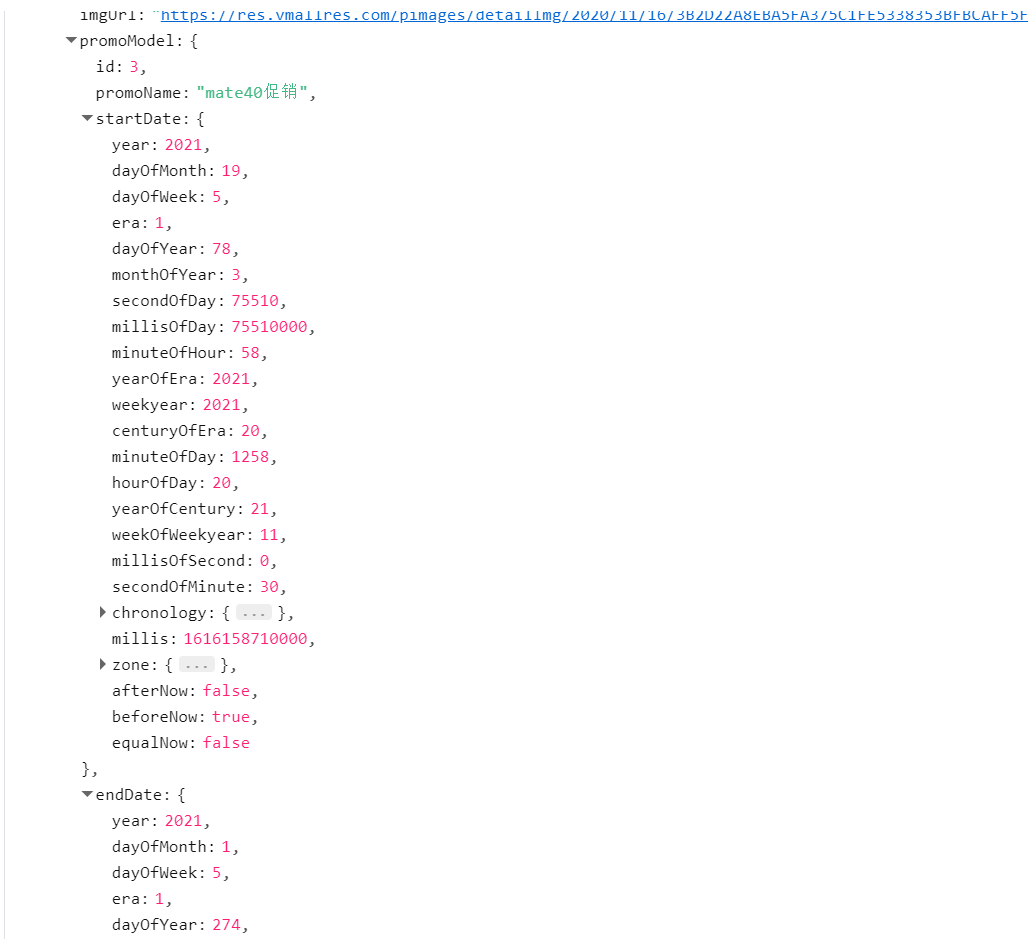 imgUrl: "https://res.vmallres.com/pimages/detailImg/2020/11/16/3B2D22A8EBA5FA375C1FE5338353BFBCAFF5F
promoModel: {
id: 3,
promoName: "mate40促销",
startDate: {
year: 2021,
dayOfMonth: 19,
dayOfWeek: 5,
era: 1,
dayOfYear: 78,
monthOfYear: 3,
secondOfDay: 75510,
millisOfDay: 75510000,
minuteOfHour: 58,
yearOfEra: 2021,
weekyear: 2021,
centuryOfEra: 20,
minuteOfDay: 1258,
hourOfDay: 20,
yearOfCentury: 21,
weekOfWeekyear: 11,
millisOfSecond: 0,
secondOfMinute: 30,
chronology: { ... },
millis: 1616158710000,
zone: { ... },
afterNow: false,
beforeNow: true,
equalNow: false
},
endDate: {
year: 2021,
dayOfMonth: 1,
dayOfWeek: 5,
era: 1,
dayOfYear: 274,